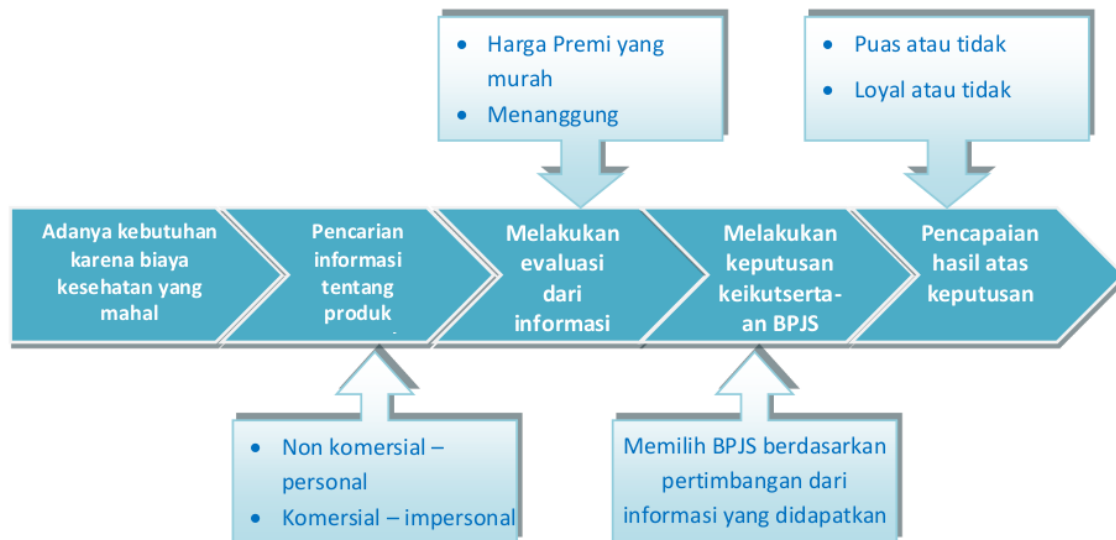 • Harga Premi yang
murah
• Menanggung
• Puas atau tidak
• Loyal atau tidak
Adanya kebutuhan
karena biaya
kesehatan yang
mahal
Pencarian
informasi
tentang
produk
Melakukan
evaluasi
dari
informasi
Melakukan
keputusan
keikutserta-
an BPJS
Pencapaian
hasil atas
keputusan
• Non komersial –
personal
• Komersial – impersonal
Memilih BPJS berdasarkan
pertimbangan dari
informasi yang didapatkan